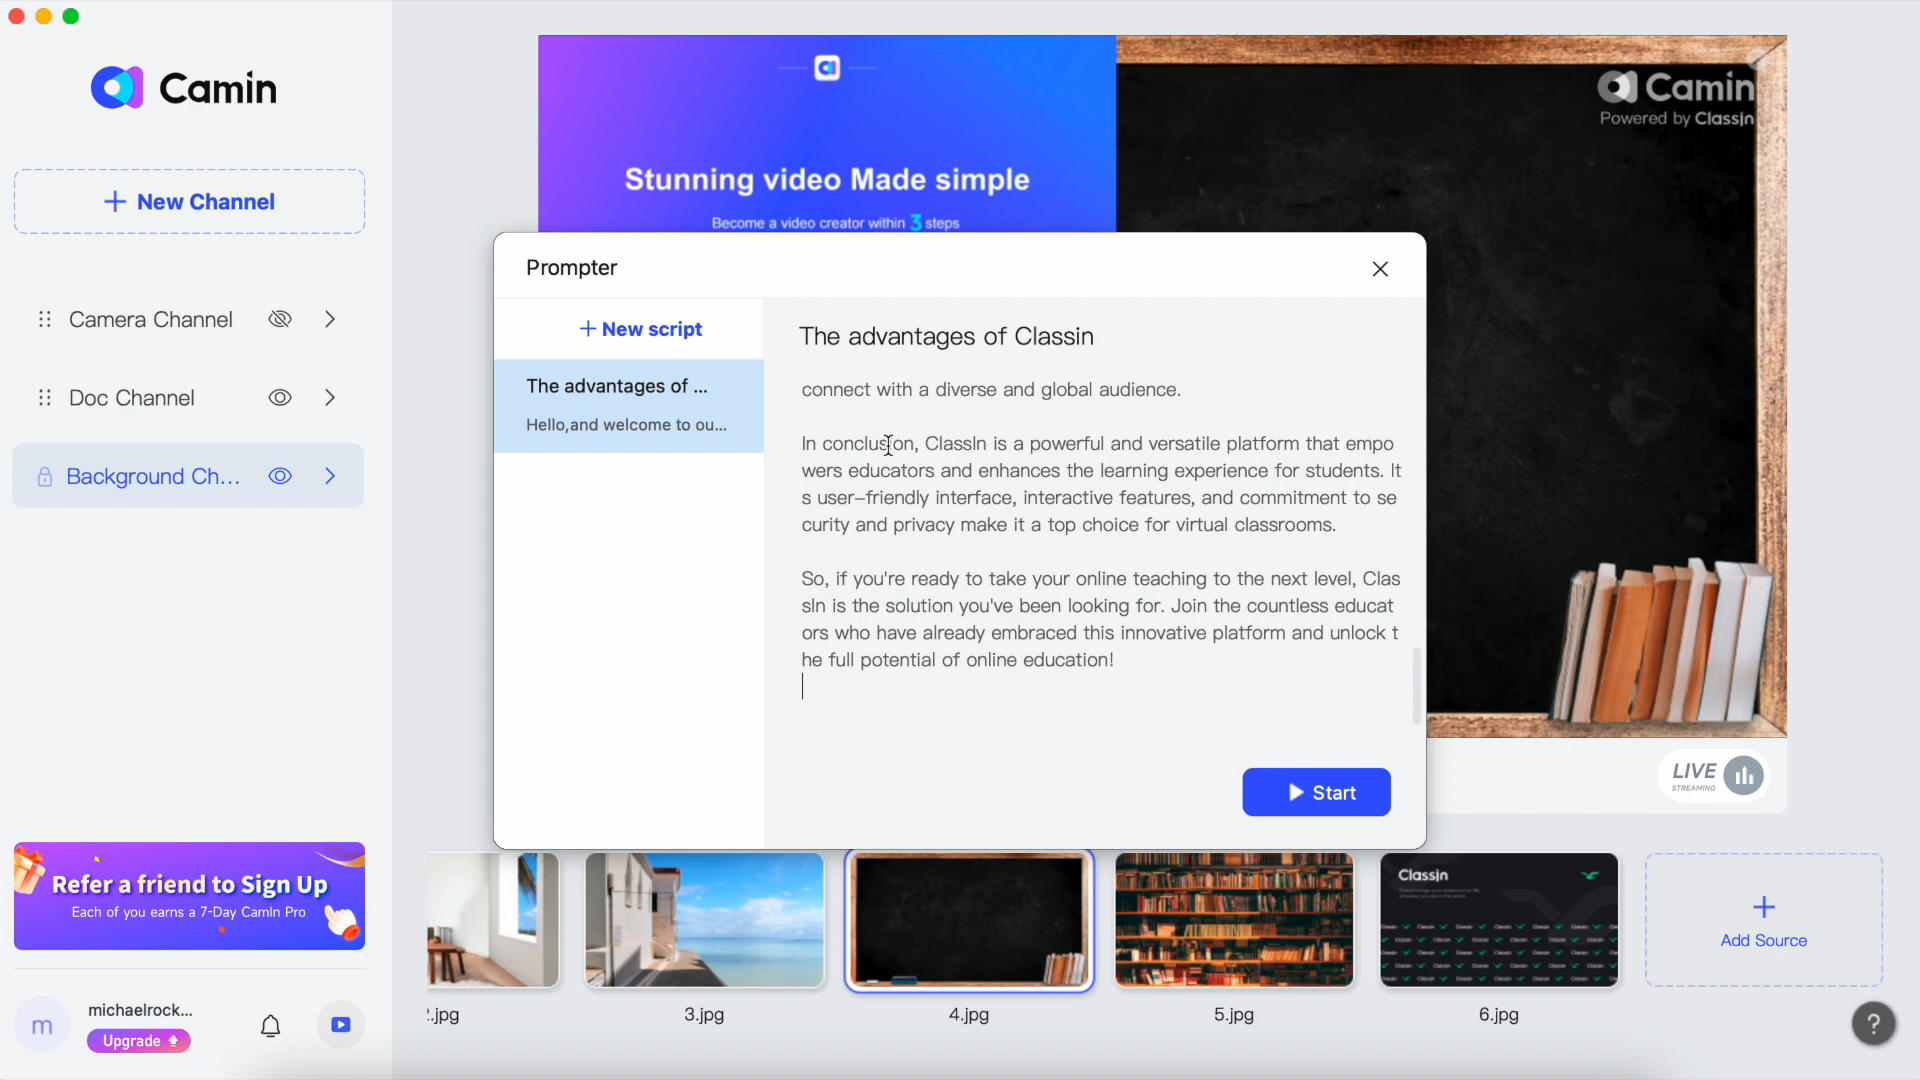 Camin
+ New Channel
Camera Channel
Doc Channel
Background Ch...
Refer a friend to Sign Up
Each of you earns a 7-Day CamIn Pro
m
michaelrock...
Upgrade
Stunning video Made simple
Become a video creator within 3 steps
Camin
Powered by ClassIn
Prompter
+ New script
The advantages of ...
Hello,and welcome to ou...
The advantages of Classin
connect with a diverse and global audience.
In conclusion, ClassIn is a powerful and versatile platform that empo
wers educators and enhances the learning experience for students. It
s user-friendly interface, interactive features, and commitment to se
curity and privacy make it a top choice for virtual classrooms.
So, if you're ready to take your online teaching to the next level, Clas
sIn is the solution you've been looking for. Join the countless educat
ors who have already embraced this innovative platform and unlock t
he full potential of online education!
Start
LIVE
STREAMING
ClassIn
2.jpg
3.jpg
4.jpg
5.jpg
6.jpg
+
Add Source
?